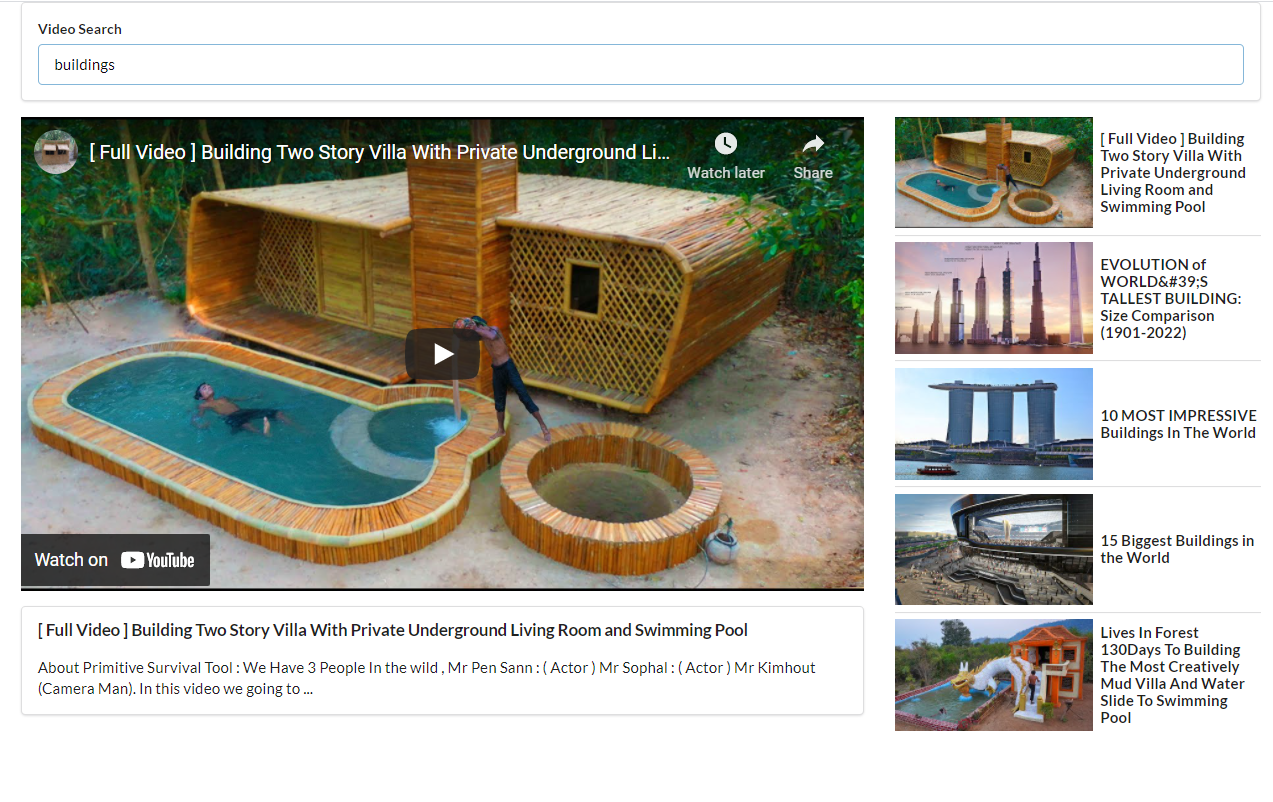 Video Search
buildings
[ Full Video ] Building Two Story Villa With Private Underground Li...
Watch later
Share
Watch on YouTube
[ Full Video ] Building Two Story Villa With Private Underground Living Room and Swimming Pool
About Primitive Survival Tool : We Have 3 People In the wild , Mr Pen Sann : ( Actor ) Mr Sophal : ( Actor ) Mr Kimhout
(Camera Man). In this video we going to ...
[ Full Video ] Building
Two Story Villa With
Private Underground
Living Room and
Swimming Pool
EVOLUTION of
WORLD&#39;S
TALLEST BUILDING:
Size Comparison
(1901-2022)
10 MOST IMPRESSIVE
Buildings In The World
15 Biggest Buildings in
the World
Lives In Forest
130Days To Building
The Most Creatively
Mud Villa And Water
Slide To Swimming
Pool